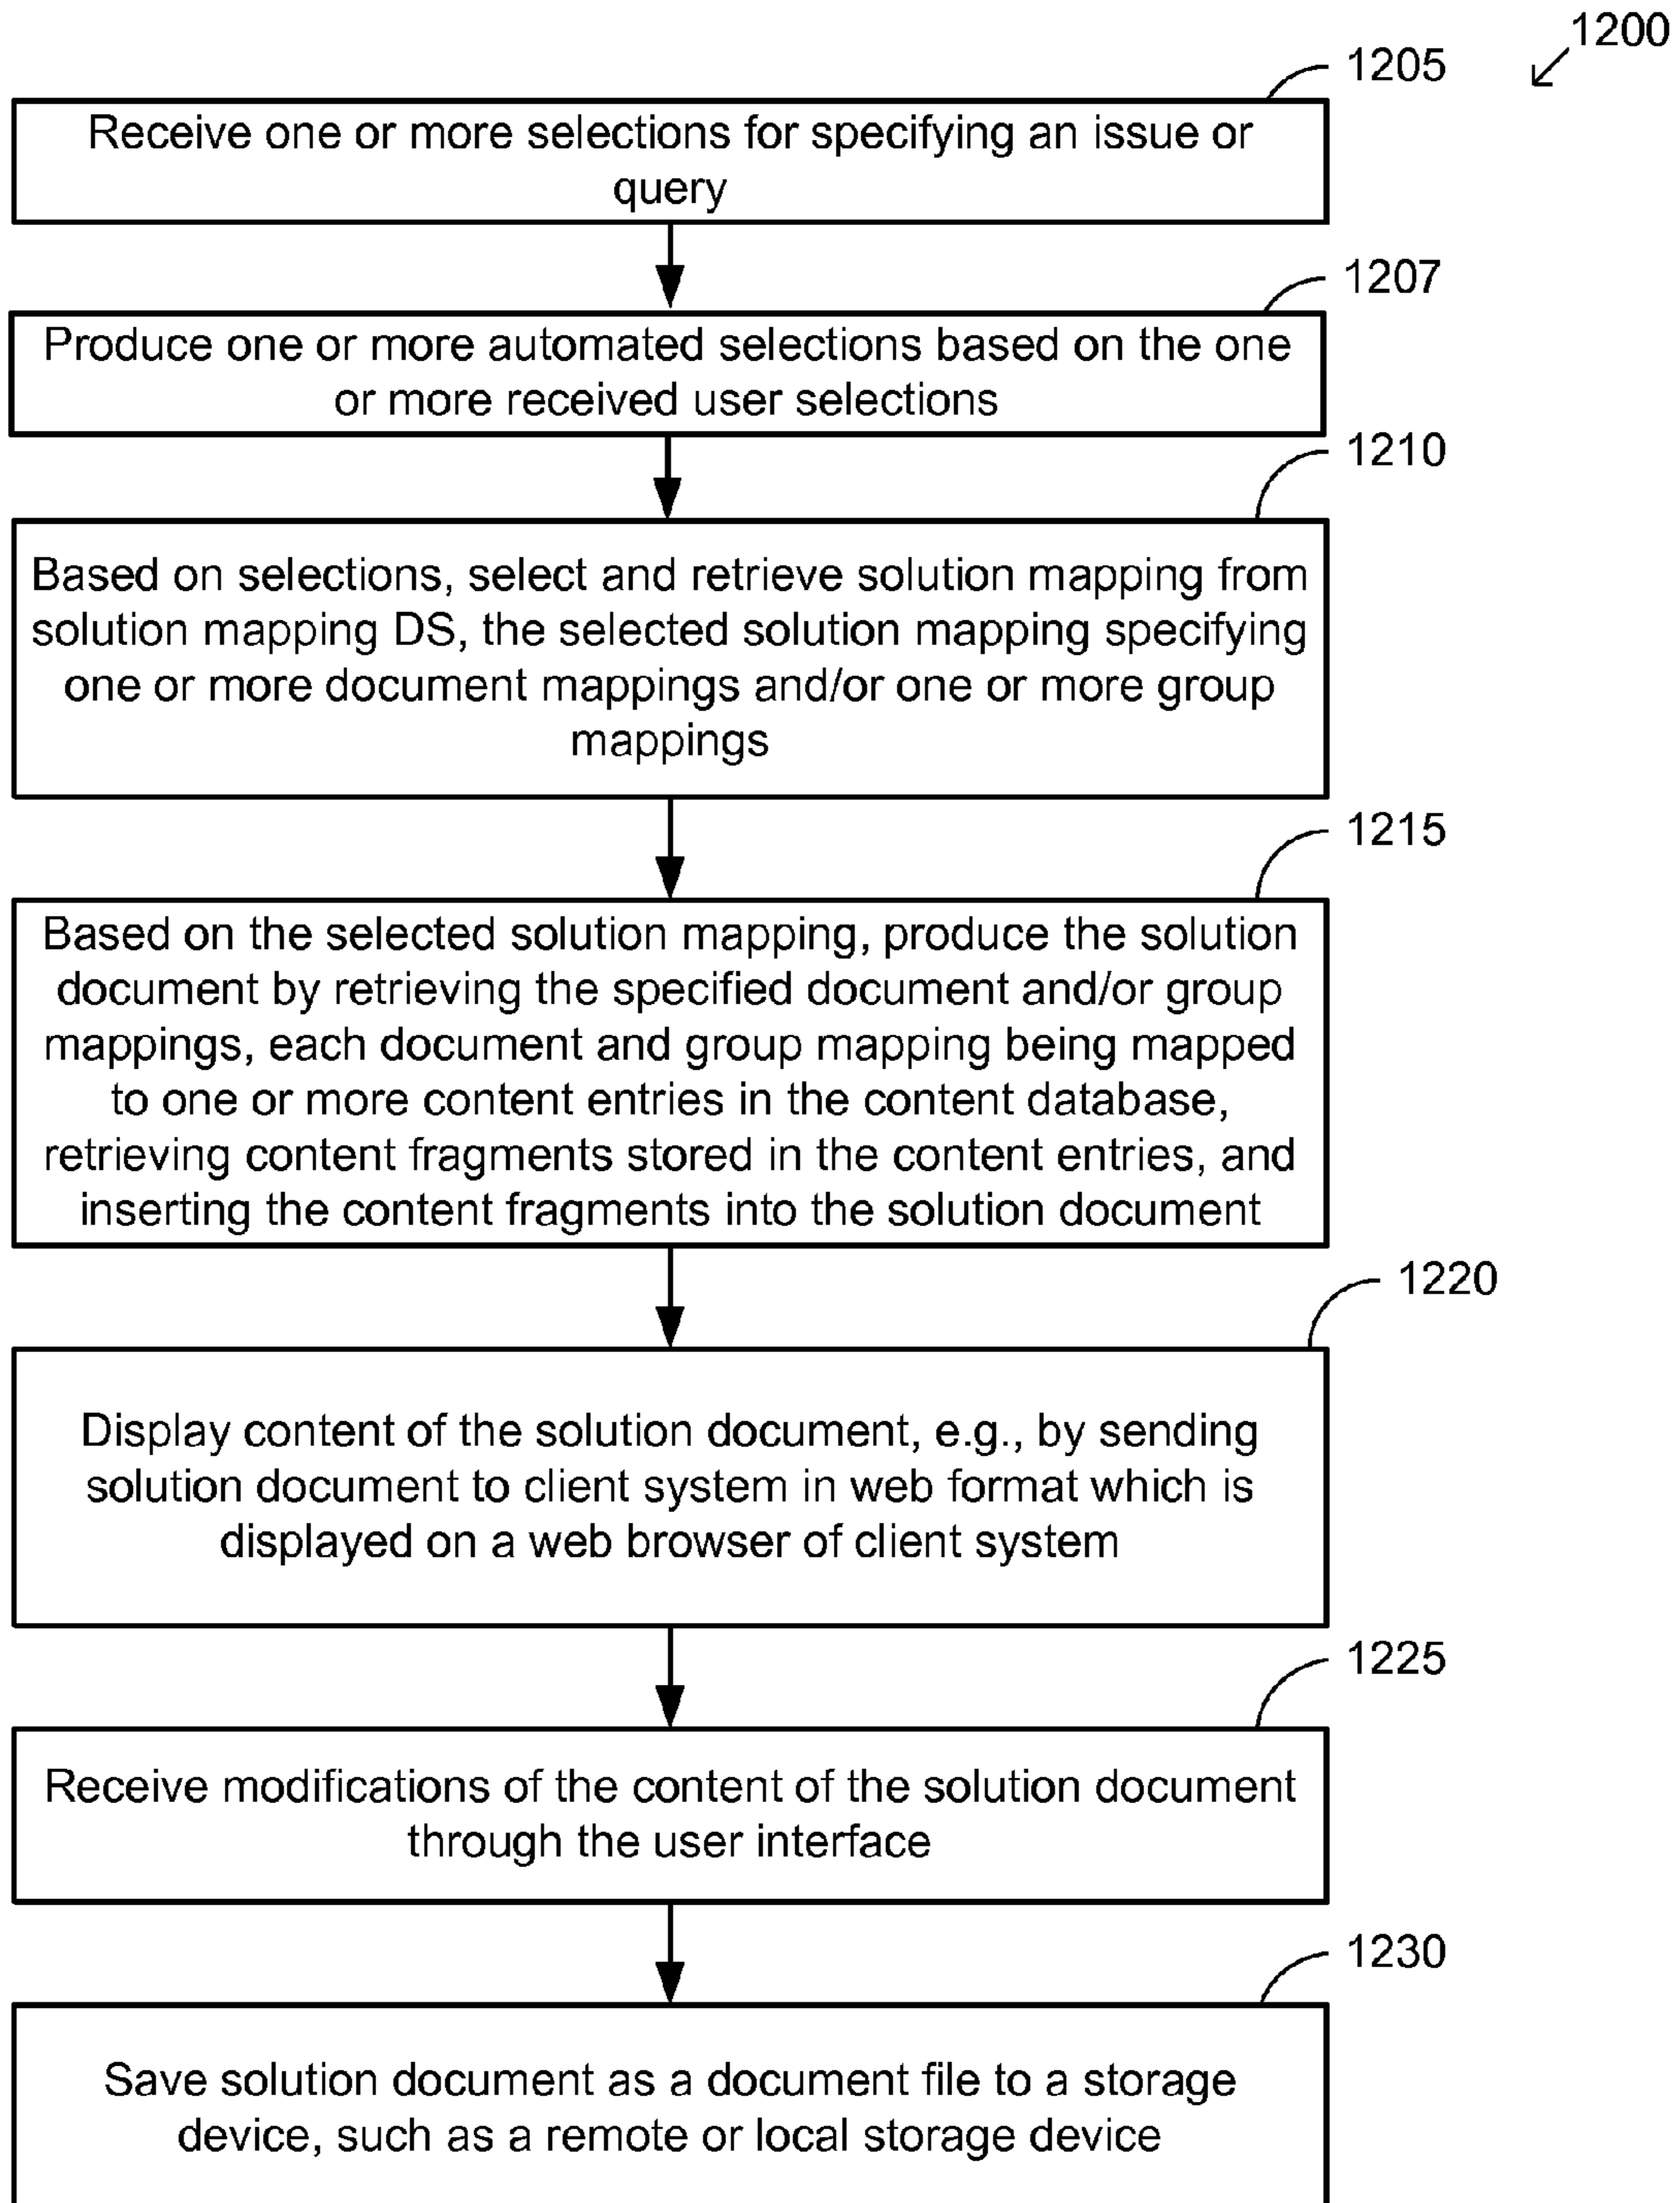 1200
1205
Receive one or more selections for specifying an issue or
query
1207
Produce one or more automated selections based on the one
or more received user selections
1210
Based on selections, select and retrieve solution mapping from
solution mapping DS, the selected solution mapping specifying
one or more document mappings and/or one or more group
mappings
1215
Based on the selected solution mapping, produce the solution
document by retrieving the specified document and/or group
mappings, each document and group mapping being mapped
to one or more content entries in the content database,
retrieving content fragments stored in the content entries, and
inserting the content fragments into the solution document
1220
Display content of the solution document, e.g., by sending
solution document to client system in web format which is
displayed on a web browser of client system
1225
Receive modifications of the content of the solution document
through the user interface
1230
Save solution document as a document file to a storage
device, such as a remote or local storage device